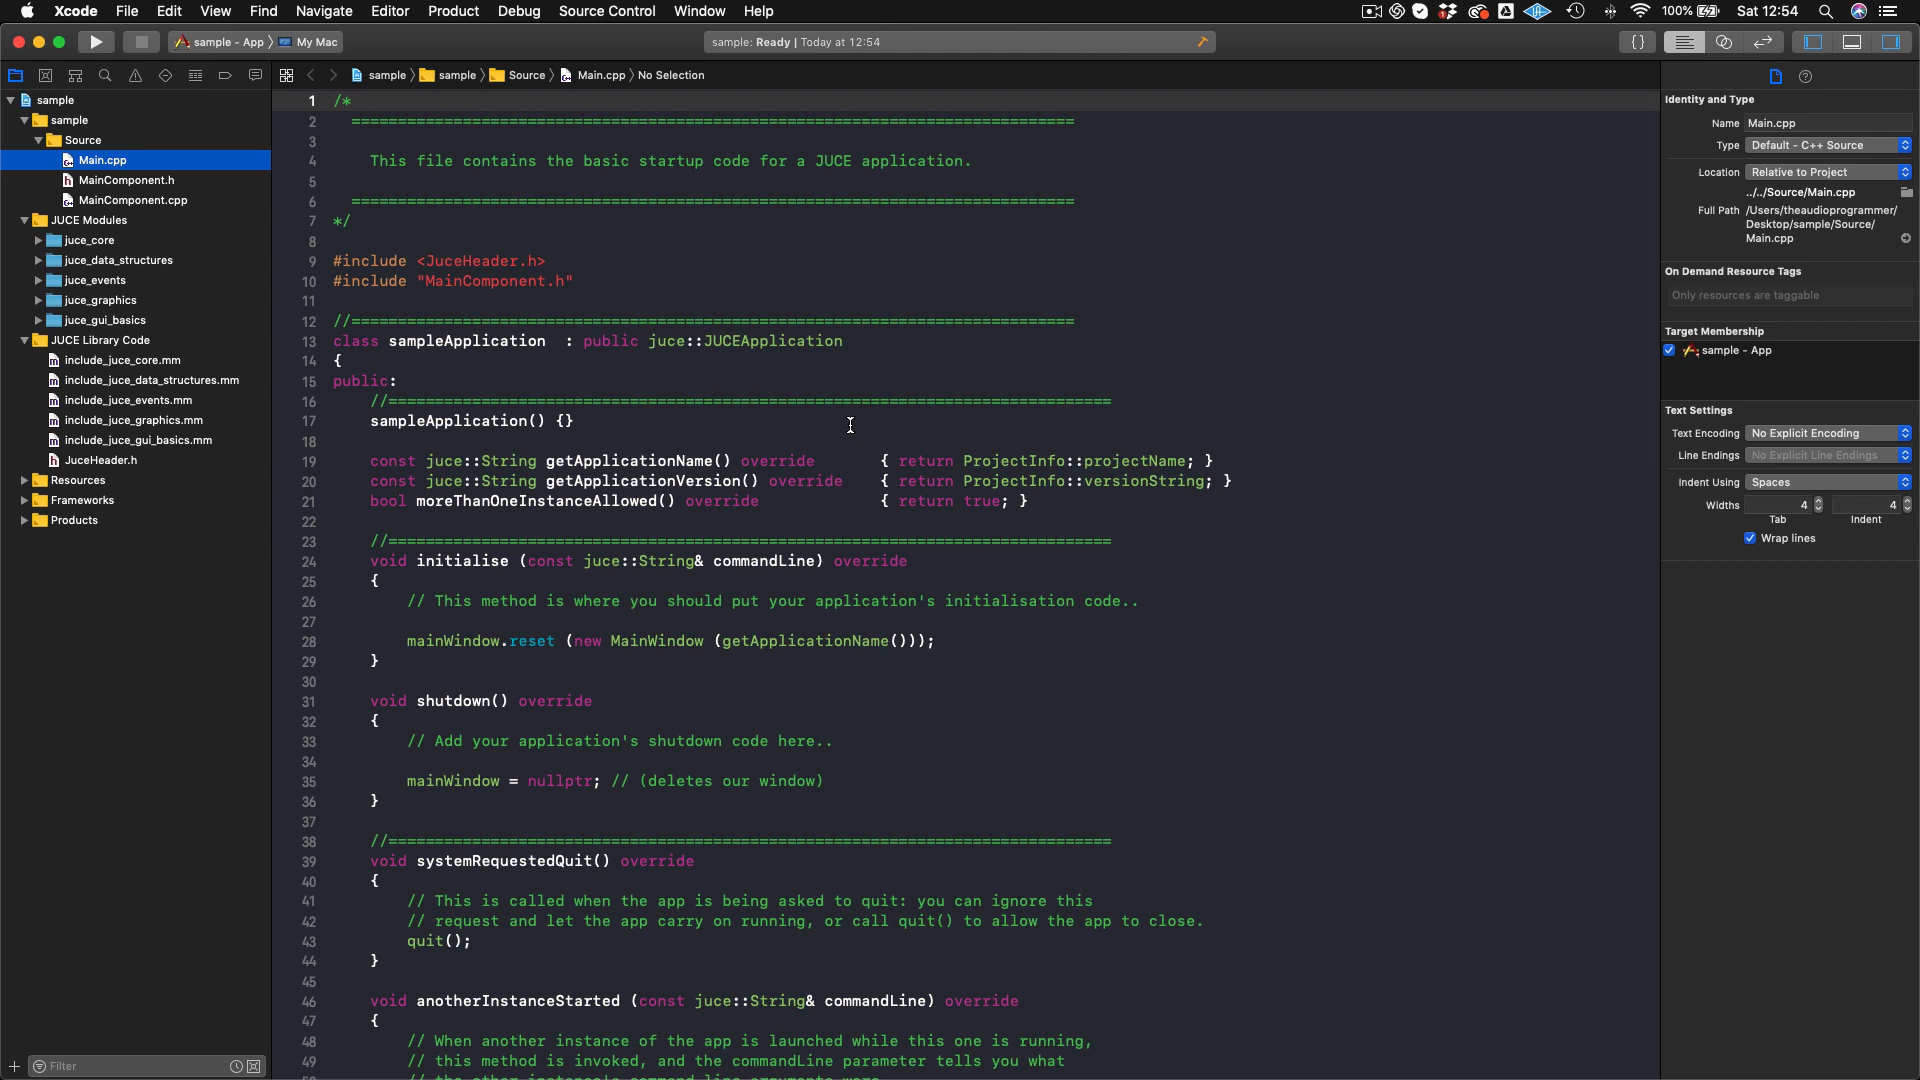 Xcode File Edit View Find Navigate Editor Product Debug Source Control Window Help 100% Sat 12:54
sample - App My Mac sample: Ready | Today at 12:54 {}
sample sample Source Main.cpp No Selection
sample
sample
Source
Main.cpp
MainComponent.h
MainComponent.cpp
JUCE Modules
juce_core
juce_data_structures
juce_events
juce_graphics
juce_gui_basics
JUCE Library Code
include_juce_core.mm
include_juce_data_structures.mm
include_juce_events.mm
include_juce_graphics.mm
include_juce_gui_basics.mm
JuceHeader.h
Resources
Frameworks
Products
Filter
1 /*
2 ==============================================================================
3
4 This file contains the basic startup code for a JUCE application.
5
6 ==============================================================================
7 */
8
9 #include <JuceHeader.h>
10 #include "MainComponent.h"
11
12 //==============================================================================
13 class sampleApplication  : public juce::JUCEApplication
14 {
15 public:
16 //==============================================================================
17 sampleApplication() {}
18
19 const juce::String getApplicationName() override       { return ProjectInfo::projectName; }
20 const juce::String getApplicationVersion() override    { return ProjectInfo::versionString; }
21 bool moreThanOneInstanceAllowed() override             { return true; }
22
23 //==============================================================================
24 void initialise (const juce::String& commandLine) override
25 {
26 // This method is where you should put your application's initialisation code..
27
28 mainWindow.reset (new MainWindow (getApplicationName()));
29 }
30
31 void shutdown() override
32 {
33 // Add your application's shutdown code here..
34
35 mainWindow = nullptr; // (deletes our window)
36 }
37
38 //==============================================================================
39 void systemRequestedQuit() override
40 {
41 // This is called when the app is being asked to quit: you can ignore this
42 // request and let the app carry on running, or call quit() to allow the app to close.
43 quit();
44 }
45
46 void anotherInstanceStarted (const juce::String& commandLine) override
47 {
48 // When another instance of the app is launched while this one is running,
49 // this method is invoked, and the commandLine parameter tells you what
Identity and Type
Name Main.cpp
Type Default - C++ Source
Location Relative to Project
../../Source/Main.cpp
Full Path /Users/theaudioprogrammer/
Desktop/sample/Source/
Main.cpp
On Demand Resource Tags
Only resources are taggable
Target Membership
sample - App
Text Settings
Text Encoding No Explicit Encoding
Line Endings No Explicit Line Endings
Indent Using Spaces
Widths 4 4
Tab Indent
Wrap lines